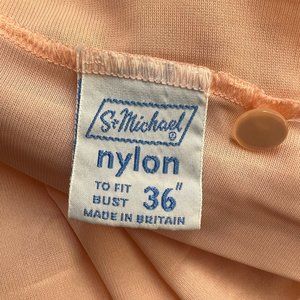 St Michael
nylon
TO FIT
BUST 36"
MADE IN BRITAIN